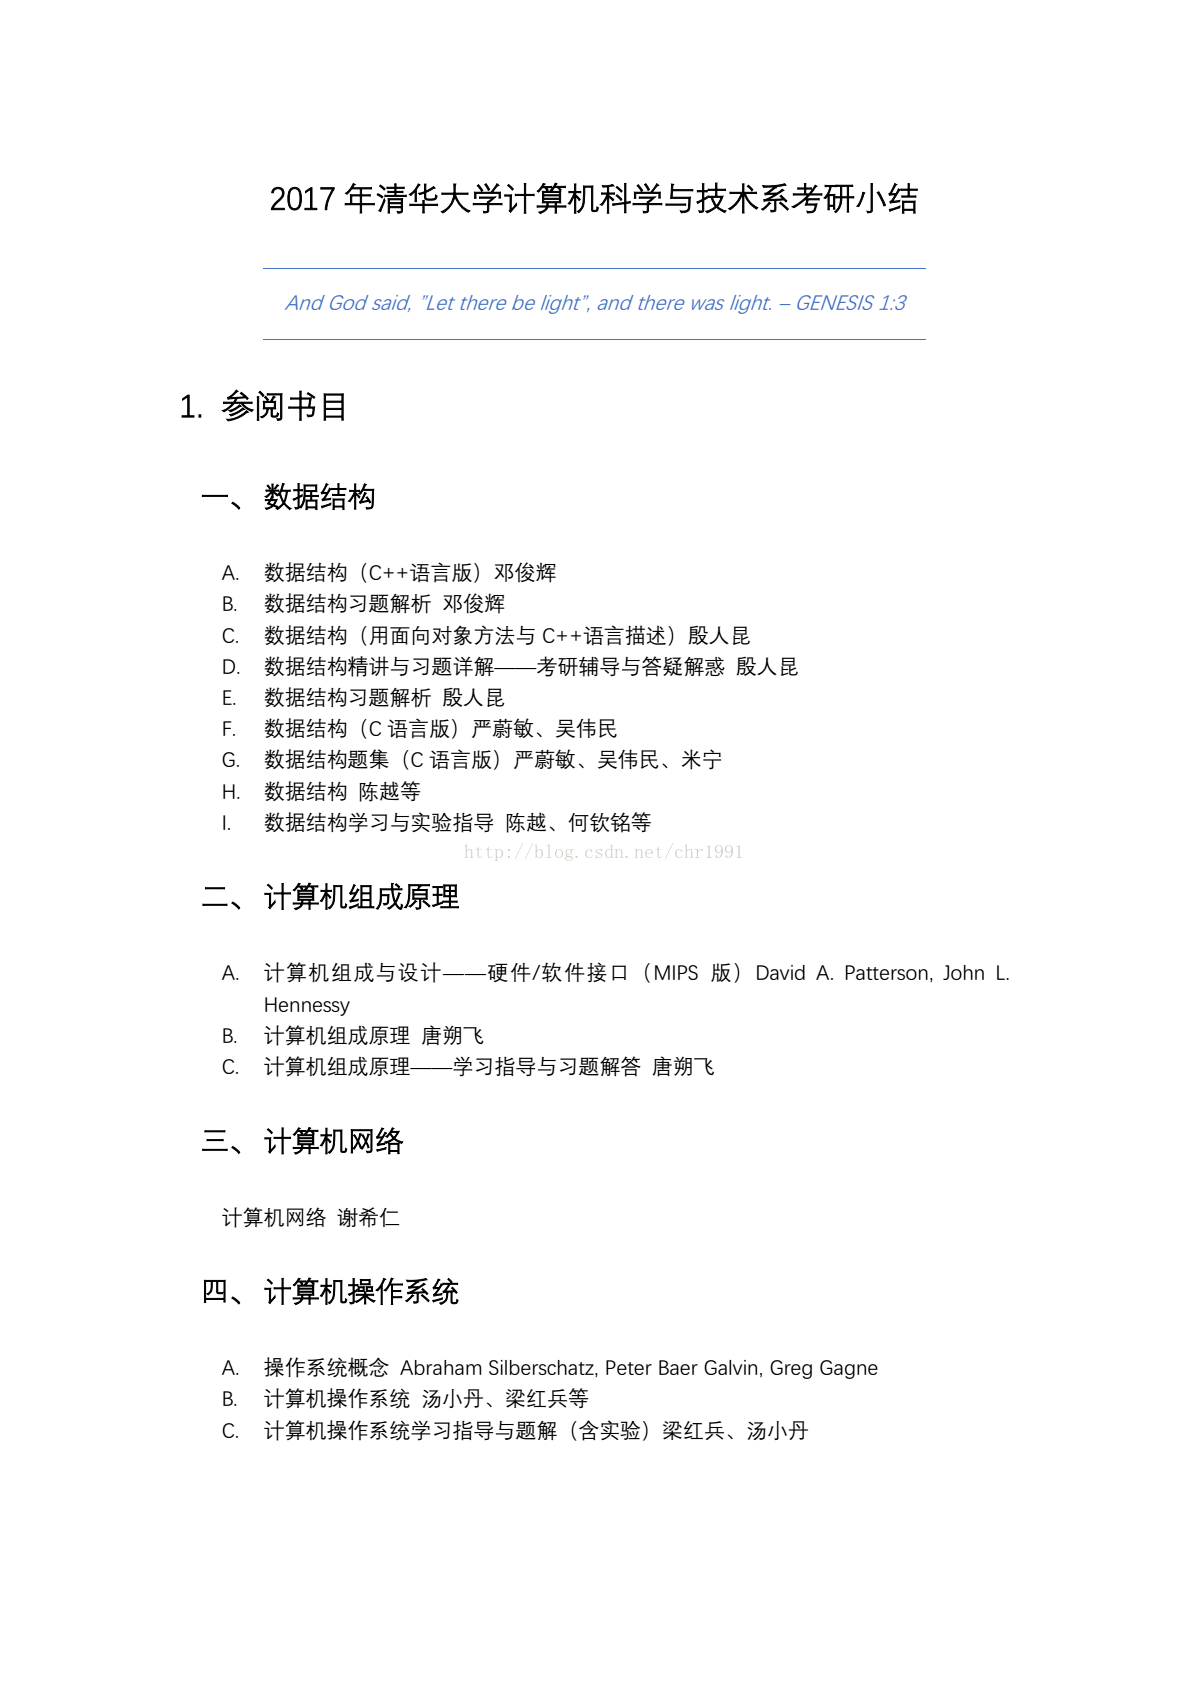 2017 年清华大学计算机科学与技术系考研小结
And God said, ”Let there be light”, and there was light. – GENESIS 1:3
1. 参阅书目
一、 数据结构
A. 数据结构（C++语言版）邓俊辉
B. 数据结构习题解析 邓俊辉
C. 数据结构（用面向对象方法与 C++语言描述）殷人昆
D. 数据结构精讲与习题详解——考研辅导与答疑解惑 殷人昆
E. 数据结构习题解析 殷人昆
F. 数据结构（C 语言版）严蔚敏、吴伟民
G. 数据结构题集（C 语言版）严蔚敏、吴伟民、米宁
H. 数据结构 陈越等
I. 数据结构学习与实验指导 陈越、何钦铭等
http://blog.csdn.net/chr1991
二、 计算机组成原理
A. 计算机组成与设计——硬件/软件接口（MIPS 版）David A. Patterson, John L.
Hennessy
B. 计算机组成原理 唐朔飞
C. 计算机组成原理——学习指导与习题解答 唐朔飞
三、 计算机网络
计算机网络 谢希仁
四、 计算机操作系统
A. 操作系统概念 Abraham Silberschatz, Peter Baer Galvin, Greg Gagne
B. 计算机操作系统 汤小丹、梁红兵等
C. 计算机操作系统学习指导与题解（含实验）梁红兵、汤小丹